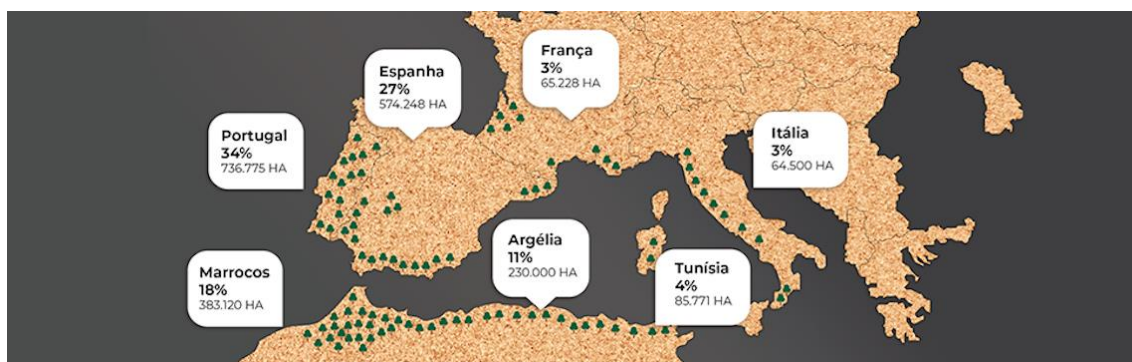 França
3%
65.228 HA
Espanha
27%
574.248 HA
Portugal
34%
736.775 HA
Itália
3%
64.500 HA
Argélia
11%
230.000 HA
Marrocos
18%
383.120 HA
Tunísia
4%
85.771 HA